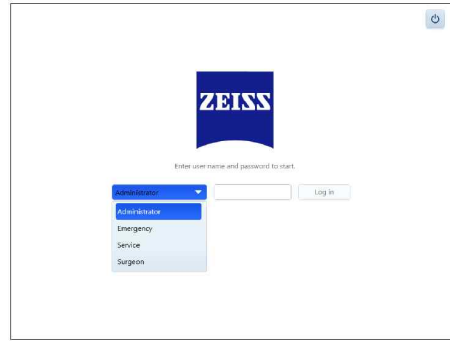 ZEISS
Enter user name and password to start.
Administrator
Log in
Administrator
Emergency
Service
Surgeon